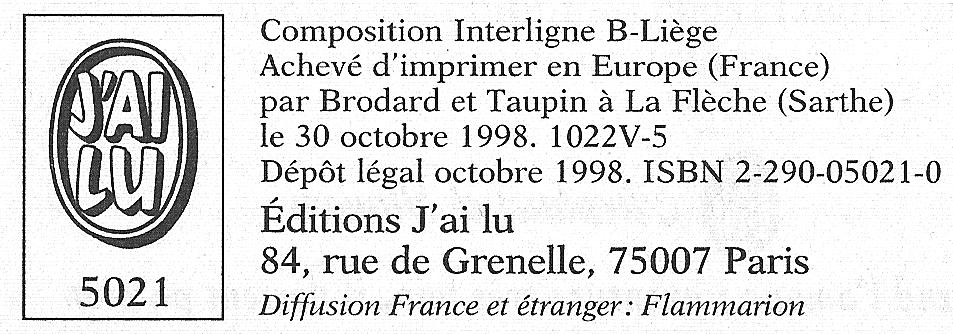 J'AI
LU
5021
Composition Interligne B-Liège
Achevé d'imprimer en Europe (France)
par Brodard et Taupin à La Flèche (Sarthe)
le 30 octobre 1998. 1022V-5
Dépôt légal octobre 1998. ISBN 2-290-05021-0
Éditions J'ai lu
84, rue de Grenelle, 75007 Paris
Diffusion France et étranger : Flammarion